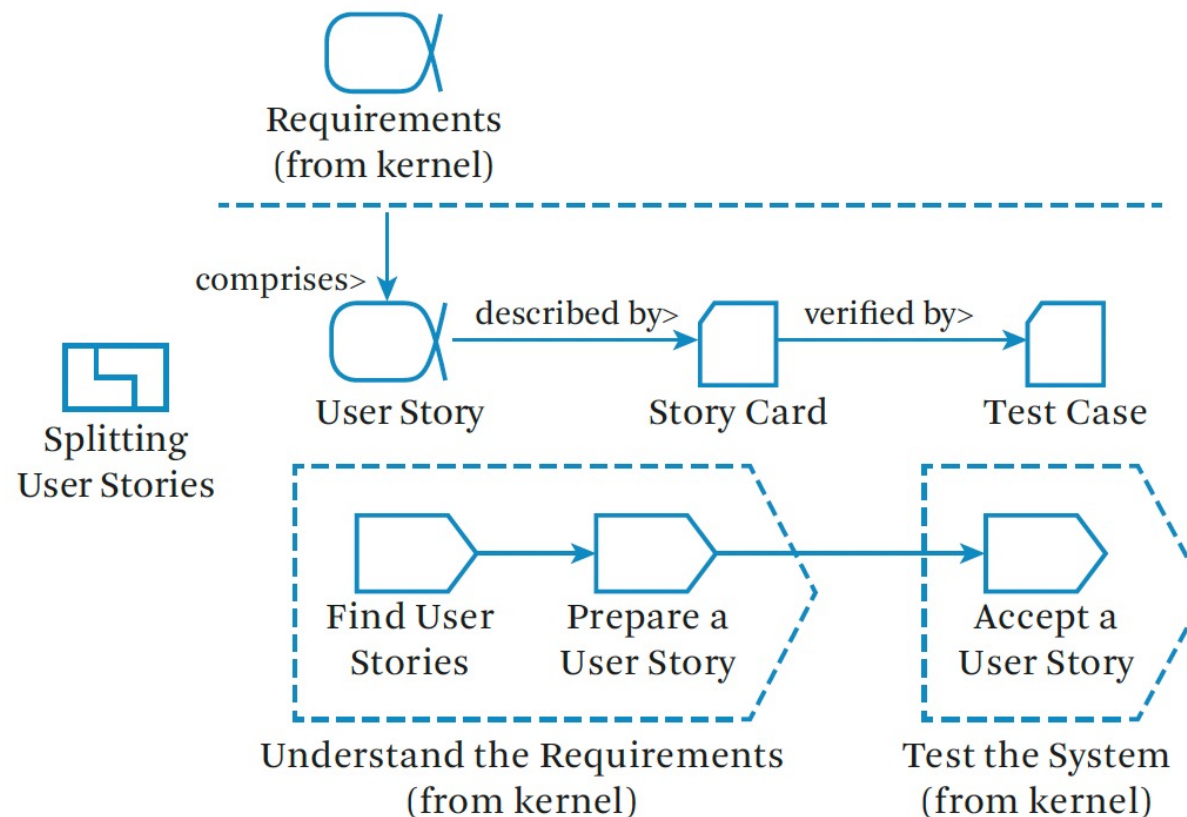 Requirements
(from kernel)
comprises>
described by>
verified by>
User Story
Story Card
Test Case
Splitting
User Stories
Find User
Stories
Prepare a
User Story
Accept a
User Story
Understand the Requirements
(from kernel)
Test the System
(from kernel)